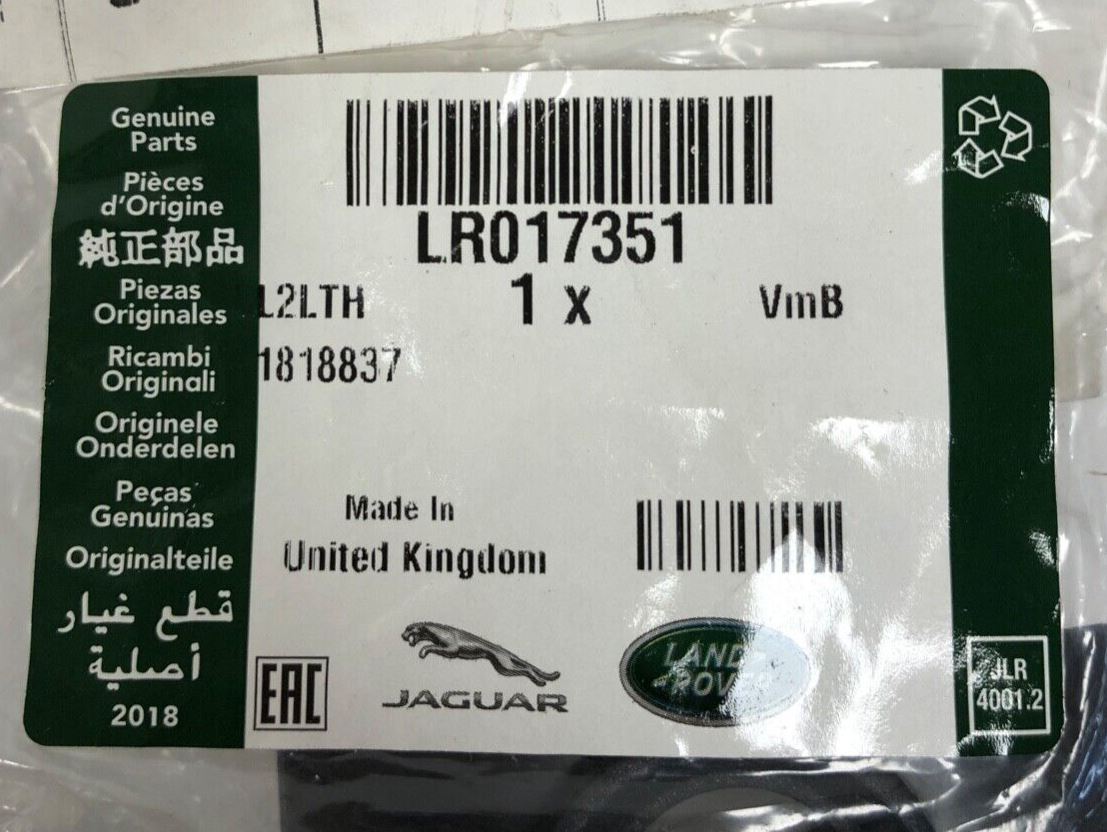 Genuine
Parts
Pièces
d'Origine
純正部品
Piezas
Originales
Ricambi
Originali
Originele
Onderdelen
Peças
Genuinas
Originalteile
قطع غيار
أصلية
2018
LR017351
L2LTH
1 x
VmB
1818837
Made In
United Kingdom
EAC
JAGUAR
LAND-
-ROVER
JLR
4001.2